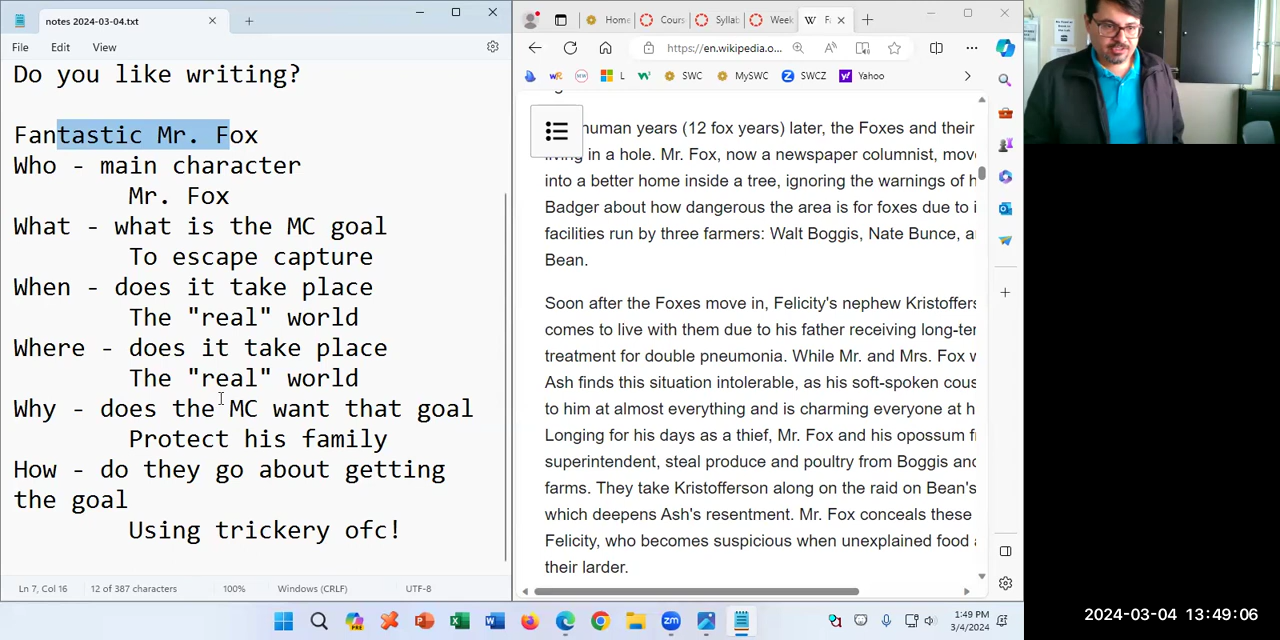 notes 2024-03-04.txt
File Edit View
Do you like writing?
Fantastic Mr. Fox
Who - main character
Mr. Fox
What - what is the MC goal
To escape capture
When - does it take place
The "real" world
Where - does it take place
The "real" world
Why - does the MC want that goal
Protect his family
How - do they go about getting
the goal
Using trickery ofc!
Ln 7, Col 16 12 of 387 characters 100% Windows (CRLF) UTF-8
Home Cours Syllab Week
https://en.wikipedia.o...
L SWC MySWC SWCZ Yahoo
human years (12 fox years) later, the Foxes and their
living in a hole. Mr. Fox, now a newspaper columnist, mov
into a better home inside a tree, ignoring the warnings of h
Badger about how dangerous the area is for foxes due to i
facilities run by three farmers: Walt Boggis, Nate Bunce, a
Bean.
Soon after the Foxes move in, Felicity's nephew Kristoffers
comes to live with them due to his father receiving long-ter
treatment for double pneumonia. While Mr. and Mrs. Fox w
Ash finds this situation intolerable, as his soft-spoken cous
to him at almost everything and is charming everyone at h
Longing for his days as a thief, Mr. Fox and his opossum f
superintendent, steal produce and poultry from Boggis and
farms. They take Kristofferson along on the raid on Bean's
which deepens Ash's resentment. Mr. Fox conceals these
Felicity, who becomes suspicious when unexplained food
their larder.
1:49 PM
3/4/2024
2024-03-04 13:49:06